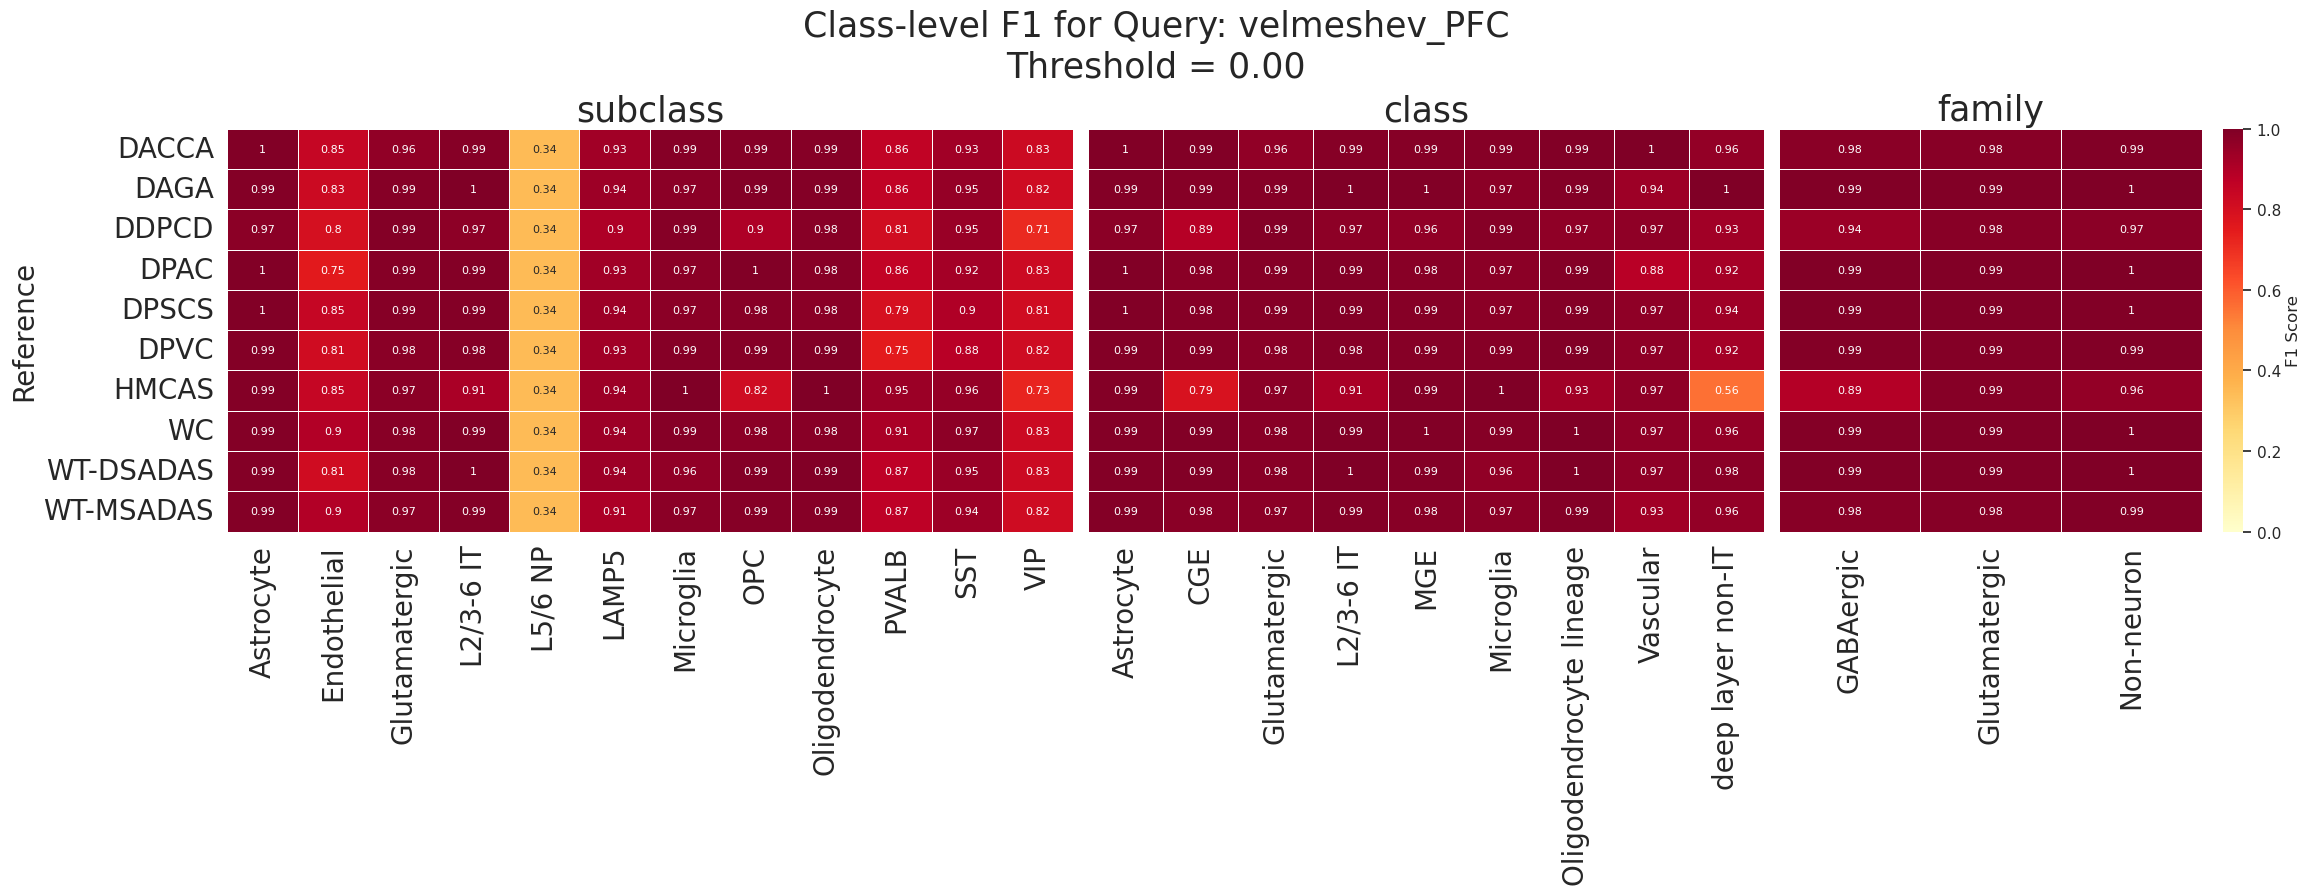 Class-level F1 for Query: velmeshev_PFC
Threshold = 0.00
subclass class family
Reference
DACCA 1 0.85 0.96 0.99 0.34 0.93 0.99 0.99 0.99 0.86 0.93 0.83 1 0.99 0.96 0.99 0.99 0.99 0.99 1 0.96 0.98 0.98 0.99
DAGA 0.99 0.83 0.99 1 0.34 0.94 0.97 0.99 0.99 0.86 0.95 0.82 0.99 0.99 0.99 1 1 0.97 0.99 0.94 1 0.99 0.99 1
DDPCD 0.97 0.8 0.99 0.97 0.34 0.9 0.99 0.9 0.98 0.81 0.95 0.71 0.97 0.89 0.99 0.97 0.96 0.99 0.97 0.97 0.93 0.94 0.98 0.97
DPAC 1 0.75 0.99 0.99 0.34 0.93 0.97 1 0.98 0.86 0.92 0.83 1 0.98 0.99 0.99 0.98 0.97 0.99 0.88 0.92 0.99 0.99 1
DPSCS 1 0.85 0.99 0.99 0.34 0.94 0.97 0.98 0.98 0.79 0.9 0.81 1 0.98 0.99 0.99 0.99 0.97 0.99 0.97 0.94 0.99 0.99 1
DPVC 0.99 0.81 0.98 0.98 0.34 0.93 0.99 0.99 0.99 0.75 0.88 0.82 0.99 0.99 0.98 0.98 0.99 0.99 0.99 0.97 0.92 0.99 0.99 0.99
HMCAS 0.99 0.85 0.97 0.91 0.34 0.94 1 0.82 1 0.95 0.96 0.73 0.99 0.79 0.97 0.91 0.99 1 0.93 0.97 0.56 0.89 0.99 0.96
WC 0.99 0.9 0.98 0.99 0.34 0.94 0.99 0.98 0.98 0.91 0.97 0.83 0.99 0.99 0.98 0.99 1 0.99 1 0.97 0.96 0.99 0.99 1
WT-DSADAS 0.99 0.81 0.98 1 0.34 0.94 0.96 0.99 0.99 0.87 0.95 0.83 0.99 0.99 0.98 1 0.99 0.96 1 0.97 0.98 0.99 0.99 1
WT-MSADAS 0.99 0.9 0.97 0.99 0.34 0.91 0.97 0.99 0.99 0.87 0.94 0.82 0.99 0.98 0.97 0.99 0.98 0.97 0.99 0.93 0.96 0.98 0.98 0.99
Astrocyte
Endothelial
Glutamatergic
L2/3-6 IT
L5/6 NP
LAMP5
Microglia
OPC
Oligodendrocyte
PVALB
SST
VIP
Astrocyte
CGE
Glutamatergic
L2/3-6 IT
MGE
Microglia
Oligodendrocyte lineage
Vascular
deep layer non-IT
GABAergic
Glutamatergic
Non-neuron
1.0
0.8
0.6
0.4
0.2
0.0
F1 Score